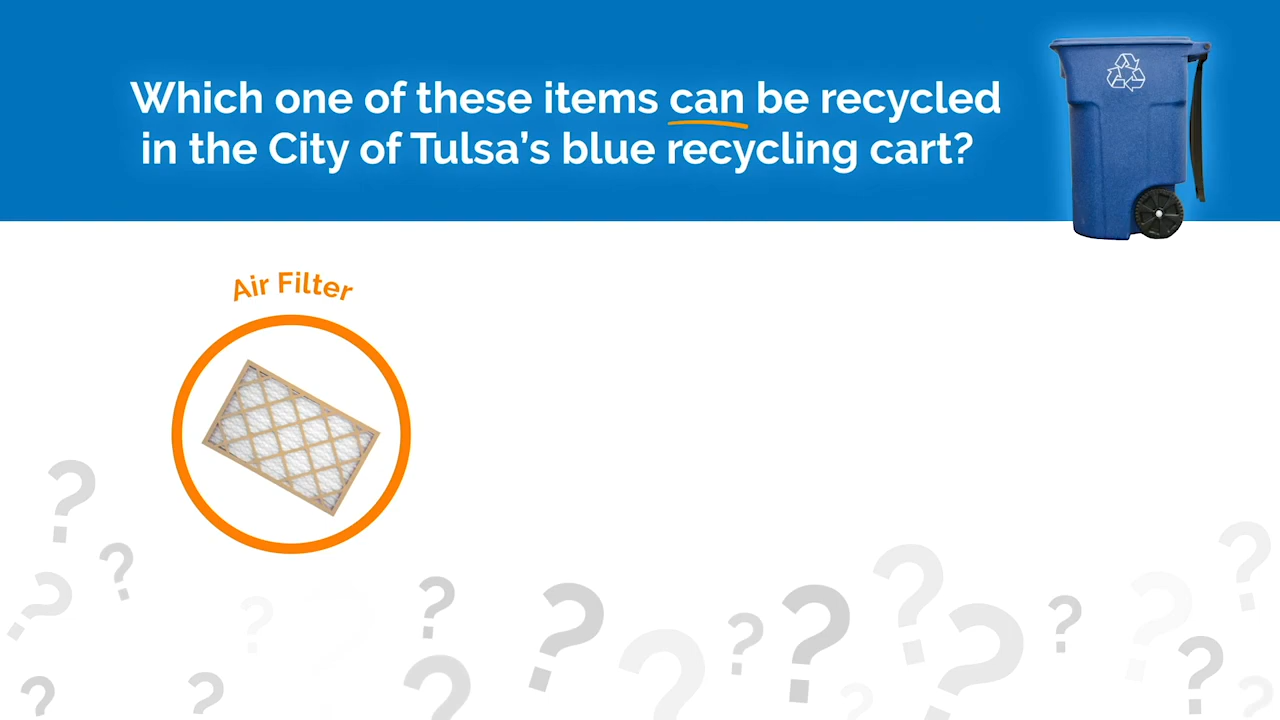 Which one of these items can be recycled
in the City of Tulsa’s blue recycling cart?
Air Filter
? ? ? ? ? ? ? ? ? ? ? ? ? ? ? ? ? ? ? ?